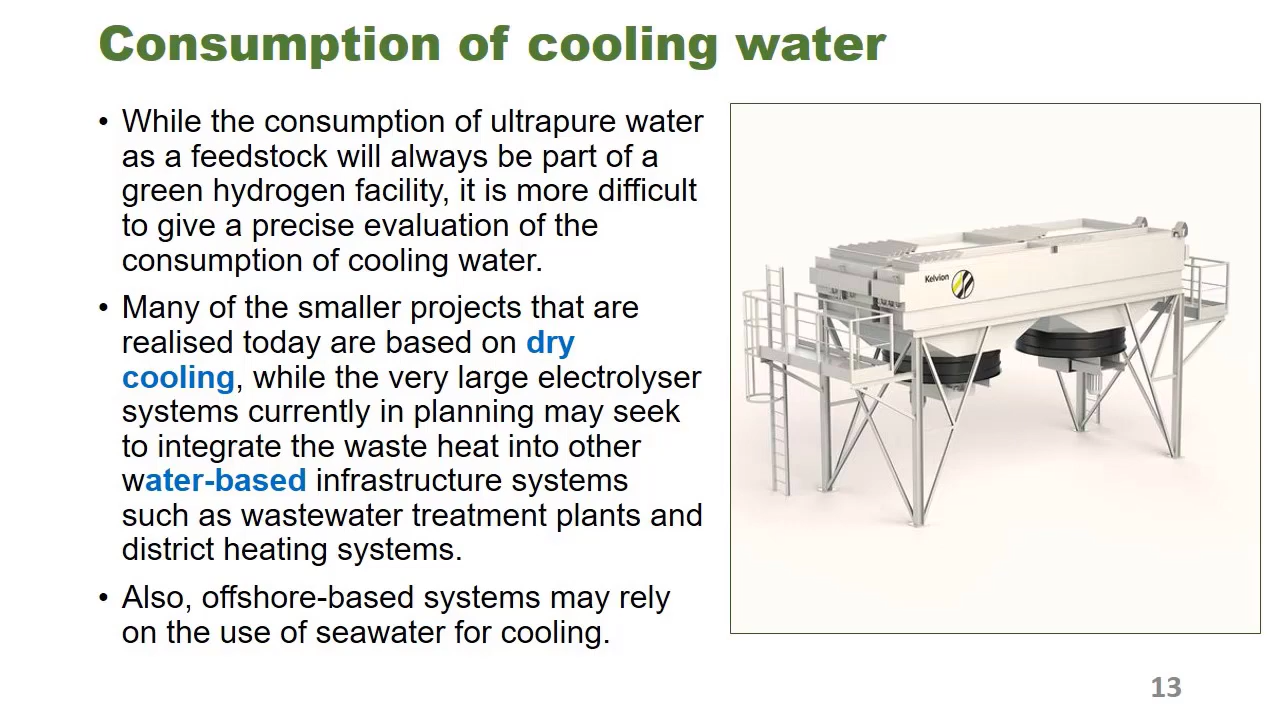 Consumption of cooling water
• While the consumption of ultrapure water
as a feedstock will always be part of a
green hydrogen facility, it is more difficult
to give a precise evaluation of the
consumption of cooling water.
• Many of the smaller projects that are
realised today are based on dry
cooling, while the very large electrolyser
systems currently in planning may seek
to integrate the waste heat into other
water-based infrastructure systems
such as wastewater treatment plants and
district heating systems.
• Also, offshore-based systems may rely
on the use of seawater for cooling.
Kelvion
13